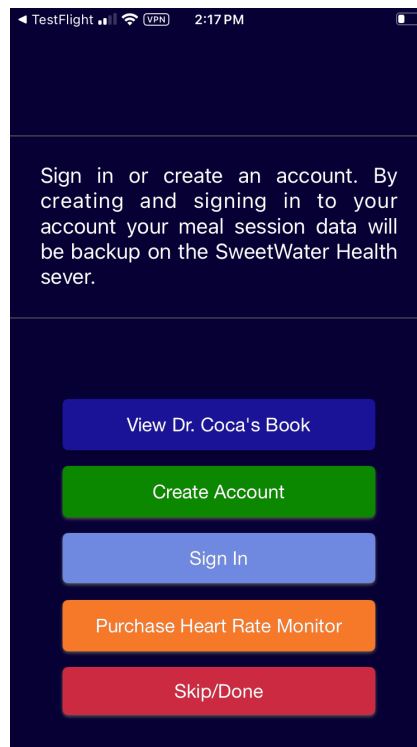 ◀ TestFlight VPN 2:17 PM
Sign in or create an account. By
creating and signing in to your
account your meal session data will
be backup on the SweetWater Health
sever.
View Dr. Coca's Book
Create Account
Sign In
Purchase Heart Rate Monitor
Skip/Done